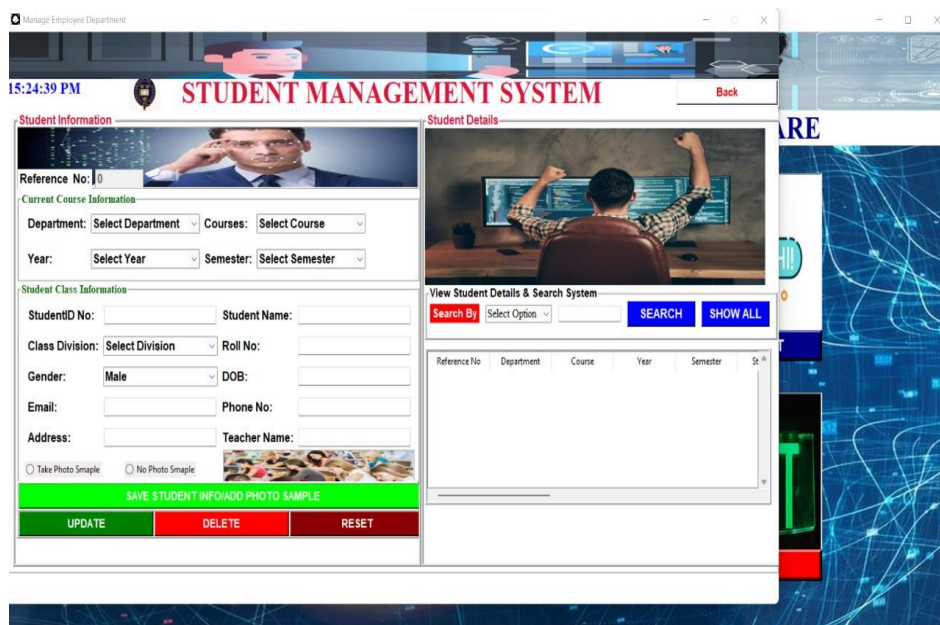 Manage Employee Department
15:24:39 PM
STUDENT MANAGEMENT SYSTEM
Back
ARE
Student Information
Reference No: 0
Current Course Information
Department: Select Department Courses: Select Course
Year: Select Year Semester: Select Semester
Student Class Information
StudentID No: Student Name:
Class Division: Select Division Roll No:
Gender: Male DOB:
Email: Phone No:
Address: Teacher Name:
Take Photo Smaple No Photo Smaple
SAVE STUDENT INFO/ADD PHOTO SAMPLE
UPDATE DELETE RESET
Student Details
View Student Details & Search System
Search By Select Option SEARCH SHOW ALL
Reference No Department Course Year Semester St
HI!
T